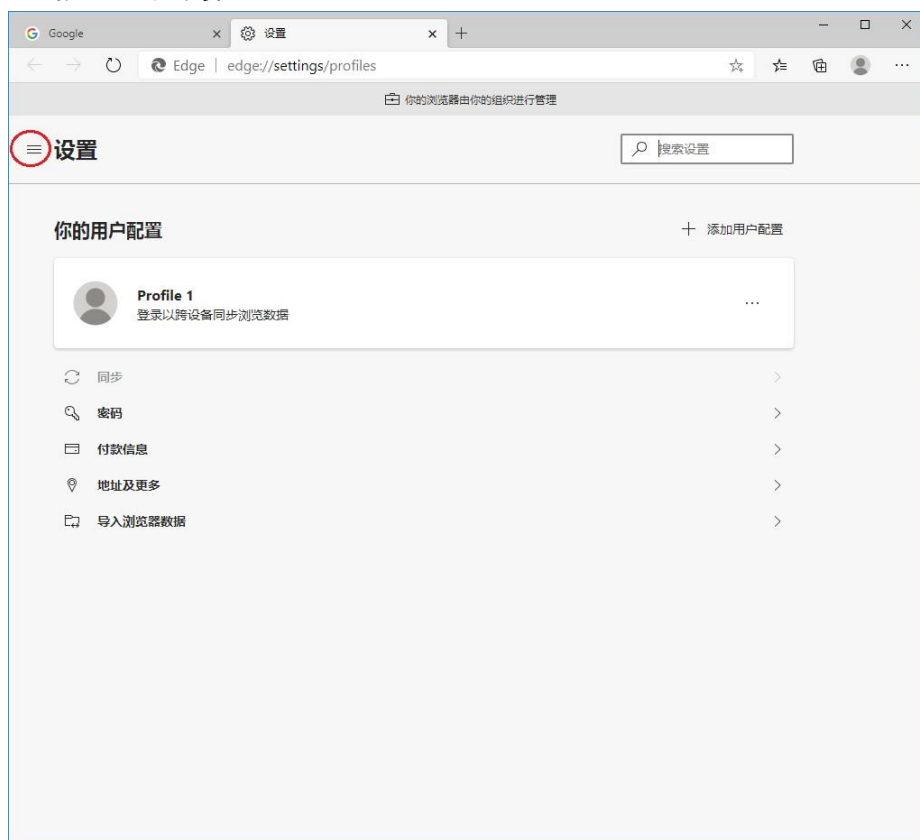 Google
设置
Edge | edge://settings/profiles
你的浏览器由你的组织进行管理
设置
搜索设置
你的用户配置
添加用户配置
Profile 1
登录以跨设备同步浏览数据
同步
密码
付款信息
地址及更多
导入浏览器数据